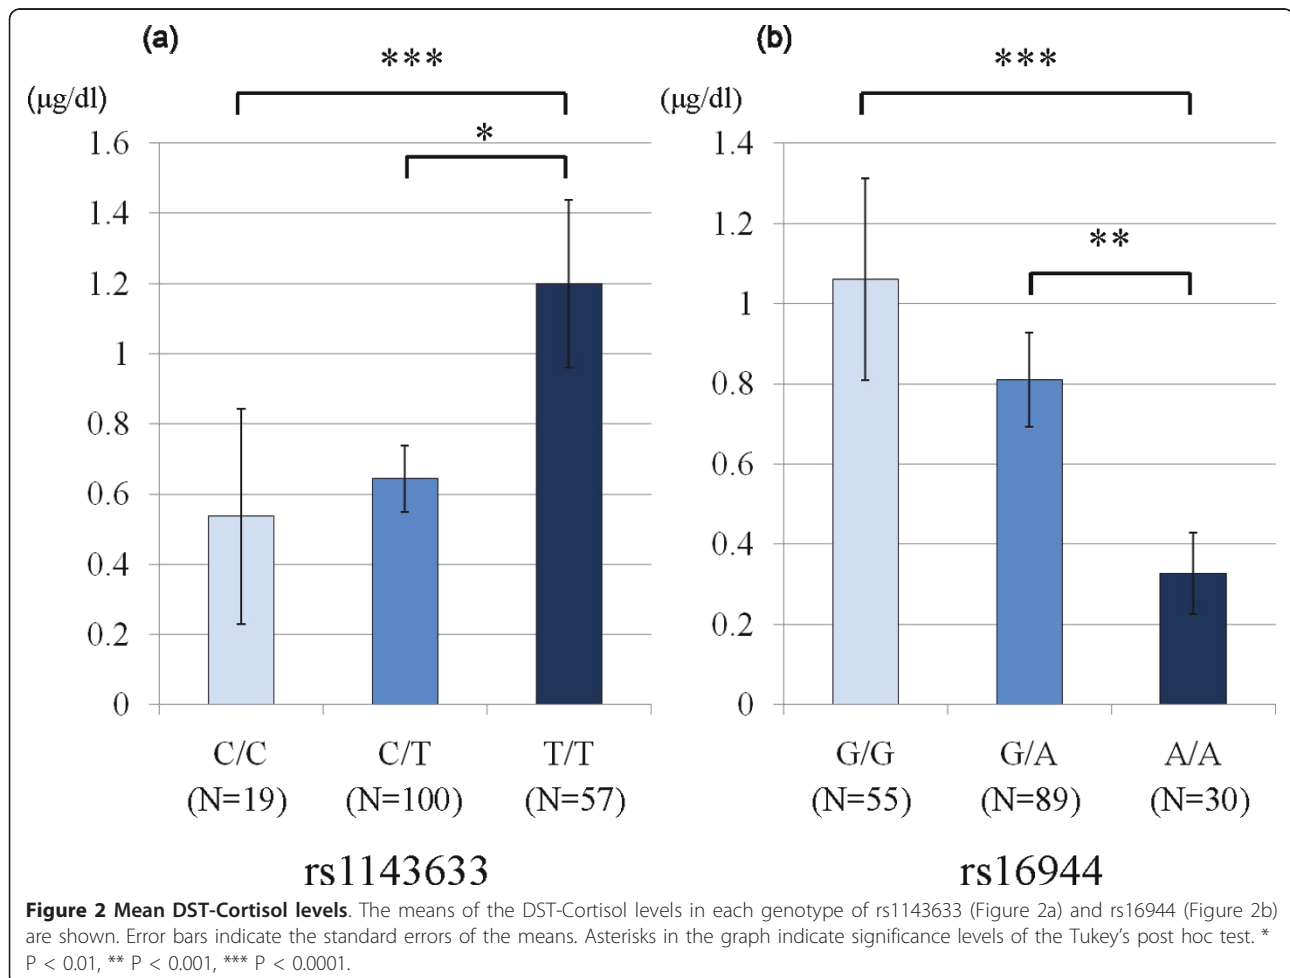 (a)
***
(μg/dl)
*
1.6
1.4
1.2
1
0.8
0.6
0.4
0.2
0
C/C
C/T
T/T
(N=19)
(N=100)
(N=57)
rs1143633
(b)
***
(μg/dl)
**
1.4
1.2
1
0.8
0.6
0.4
0.2
0
G/G
G/A
A/A
(N=55)
(N=89)
(N=30)
rs16944
Figure 2 Mean DST-Cortisol levels. The means of the DST-Cortisol levels in each genotype of rs1143633 (Figure 2a) and rs16944 (Figure 2b)
are shown. Error bars indicate the standard errors of the means. Asterisks in the graph indicate significance levels of the Tukey's post hoc test. *
P < 0.01, ** P < 0.001, *** P < 0.0001.